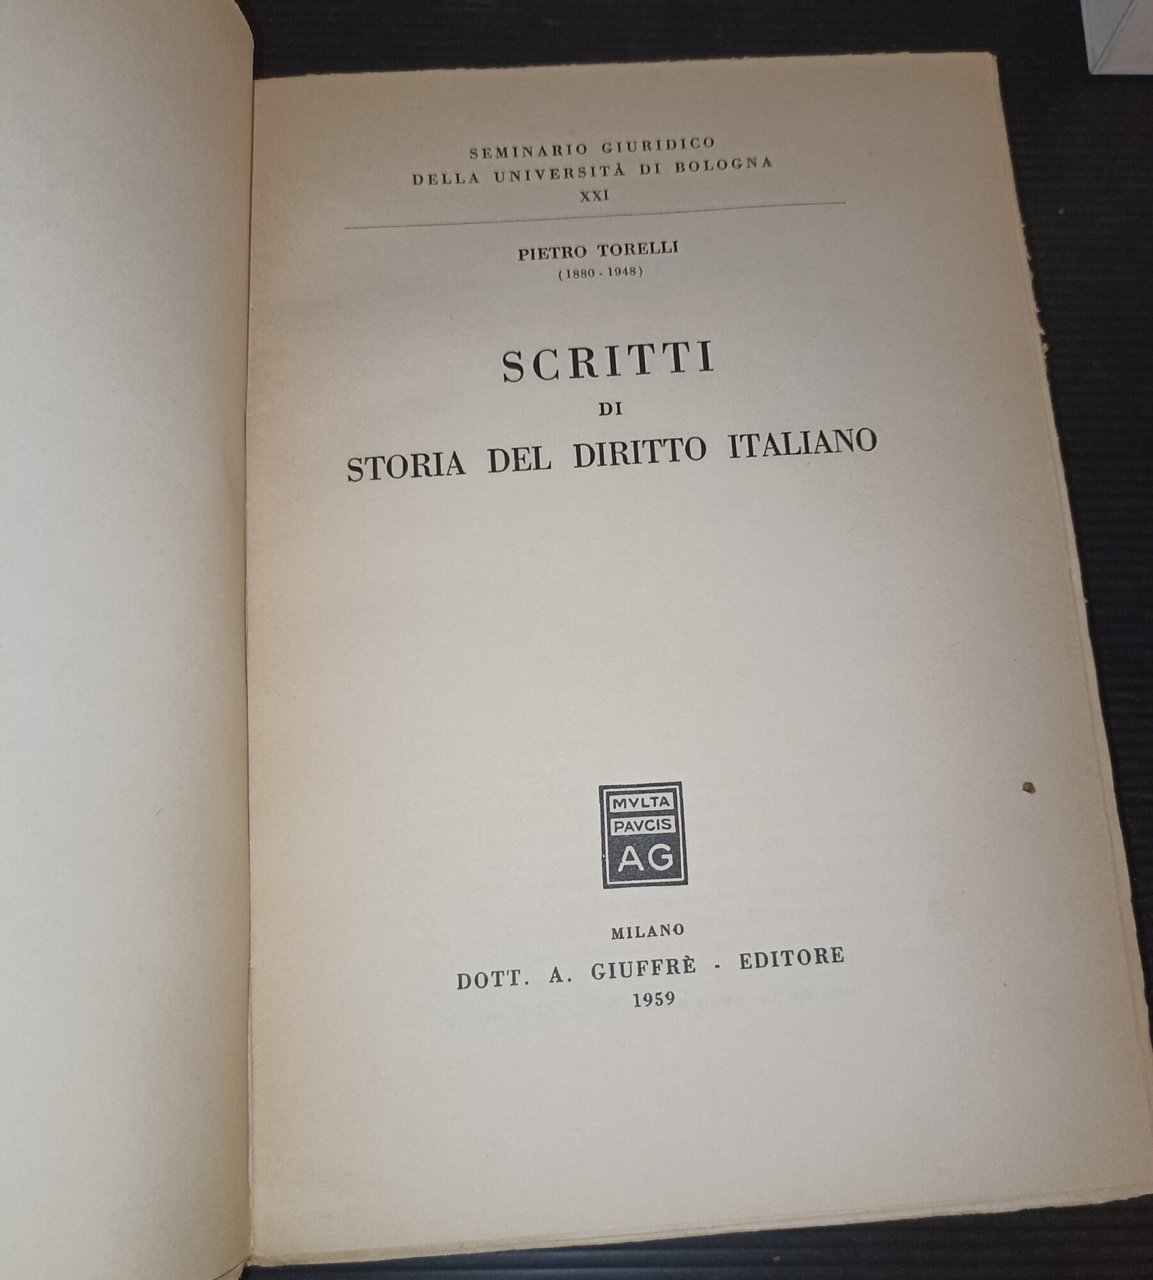 SEMINARIO GIURIDICO
DELLA UNIVERSITÀ DI BOLOGNA
XXI
PIETRO TORELLI
(1880 - 1948)
SCRITTI
DI
STORIA DEL DIRITTO ITALIANO
MVLTA
PAVCIS
AG
MILANO
DOTT. A. GIUFFRÈ - EDITORE
1959